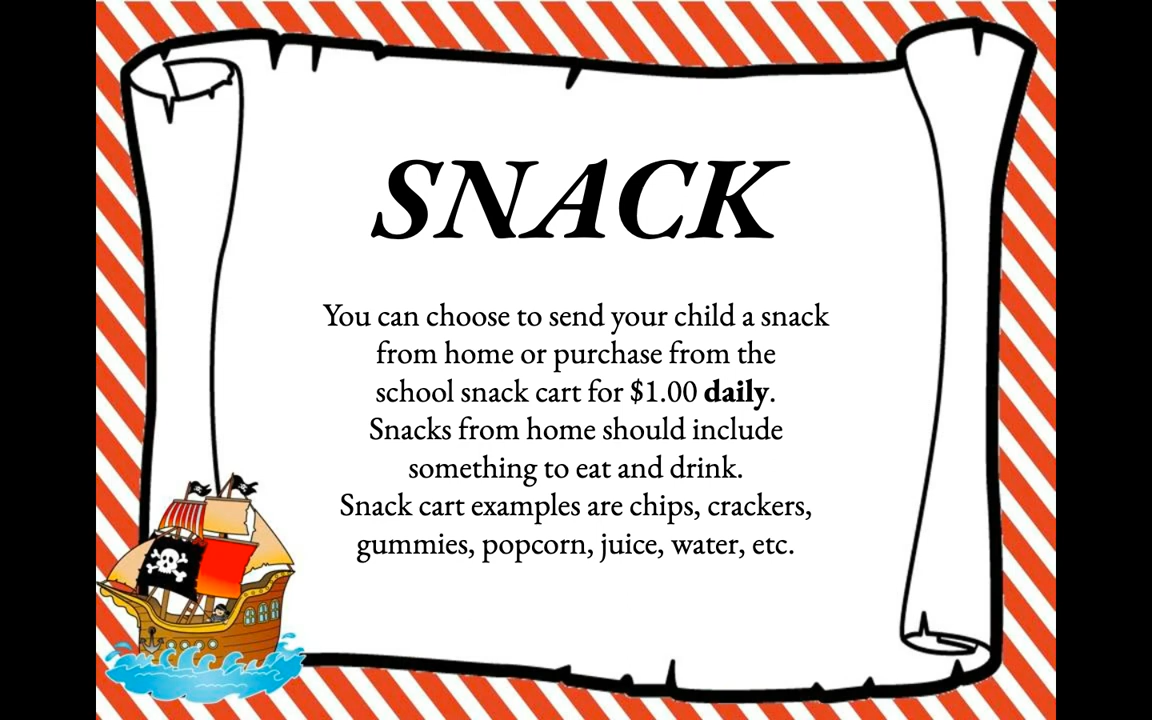 SNACK
You can choose to send your child a snack
from home or purchase from the
school snack cart for $1.00 daily.
Snacks from home should include
something to eat and drink.
Snack cart examples are chips, crackers,
gummies, popcorn, juice, water, etc.